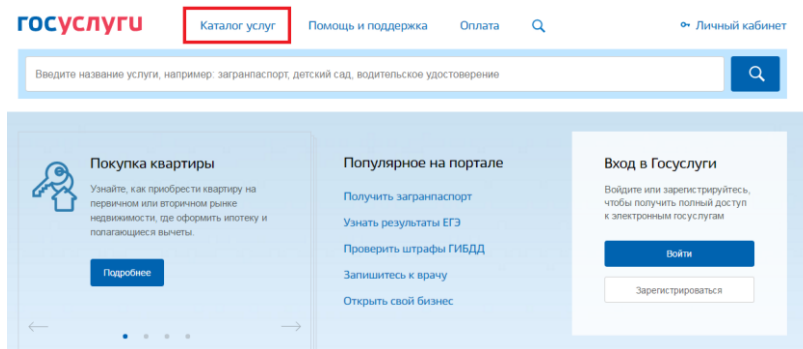 госуслуги
Каталог услуг
Помощь и поддержка
Оплата
Личный кабинет
Введите название услуги, например: загранпаспорт, детский сад, водительское удостоверение
Покупка квартиры
Узнайте, как приобрести квартиру на
первичном или вторичном рынке
недвижимости, где оформить ипотеку и
полагающиеся вычеты.
Подробнее
Популярное на портале
Получить загранпаспорт
Узнать результаты ЕГЭ
Проверить штрафы ГИБДД
Запишитесь к врачу
Открыть свой бизнес
Вход в Госуслуги
Войдите или зарегистрируйтесь,
чтобы получить полный доступ
к электронным госуслугам
Войти
Зарегистрироваться